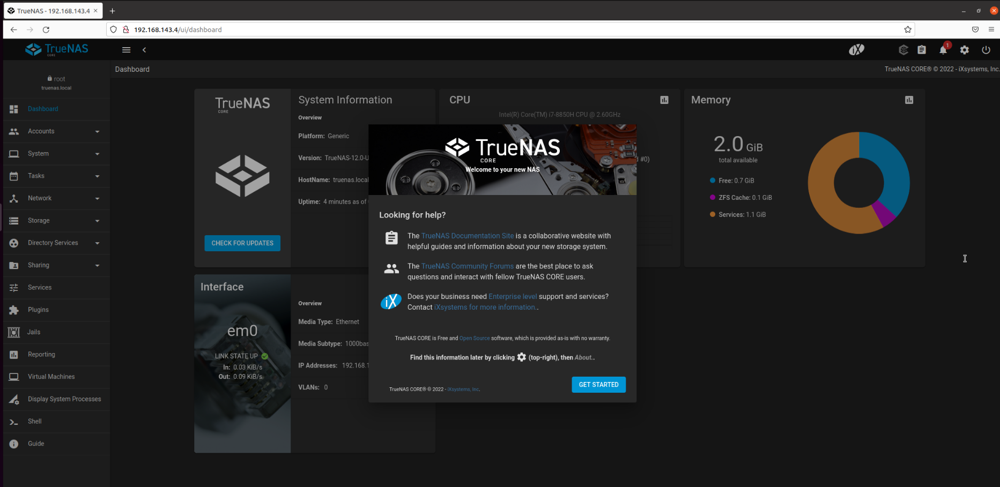 TrueNAS - 192.168.143.4
192.168.143.4/ui/dashboard
TrueNAS
CORE
1
Dashboard
TrueNAS CORE® © 2022 - iXsystems, Inc.
root
truenas.local
Dashboard
Accounts
System
Tasks
Network
Storage
Directory Services
Sharing
Services
Plugins
Jails
Reporting
Virtual Machines
Display System Processes
Shell
Guide
TrueNAS
CORE
CHECK FOR UPDATES
System Information
Overview
Platform: Generic
Version: TrueNAS-12.0-U
HostName: truenas.local
Uptime: 4 minutes as of
CPU
Intel(R) Core(TM) i7-8850H CPU @ 2.60GHz
#0)
Memory
2.0 GiB
total available
Free: 0.7 GiB
ZFS Cache: 0.1 GiB
Services: 1.1 GiB
Interface
em0
LINK STATE UP
In: 0.03 KiB/s
Out: 0.09 KiB/s
Overview
Media Type: Ethernet
Media Subtype: 1000bas
IP Addresses: 192.168.1
VLANs: 0
TrueNAS
CORE
Welcome to your new NAS
Looking for help?
The TrueNAS Documentation Site is a collaborative website with
helpful guides and information about your new storage system.
The TrueNAS Community Forums are the best place to ask
questions and interact with fellow TrueNAS CORE users.
iX
Does your business need Enterprise level support and services?
Contact iXsystems for more information..
TrueNAS CORE is Free and Open Source software, which is provided as-is with no warranty.
Find this information later by clicking (top-right), then About..
TrueNAS CORE® © 2022 - iXsystems, Inc.
GET STARTED